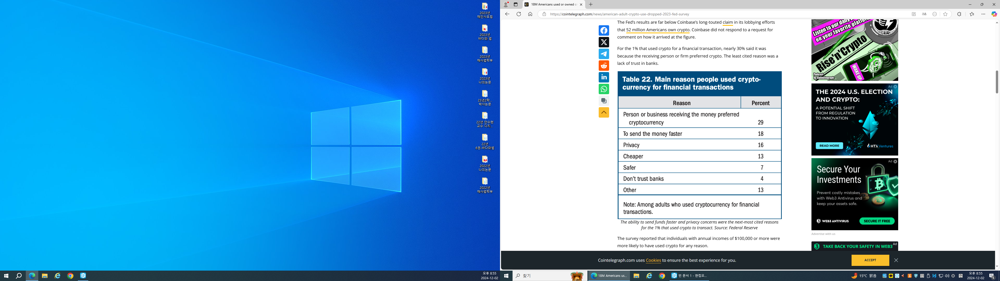 2023년
해인사포럼
2023년
바다와 법
2023년
해사법학부
2023년
나의논문
23년2학...
박사논문
22년 안수현
교수 디지...
22년
6권-바다와법
2022년
나의논문
2022년
해사법학부
오후 8:55
2024-12-02
18M Americans used or owned cr
https://cointelegraph.com/news/american-adult-crypto-use-dropped-2023-fed-survey
The Fed's results are far below Coinbase's long-touted claim in its lobbying efforts
that 52 million Americans own crypto. Coinbase did not respond to a request for
comment on how it arrived at the figure.
For the 1% that used crypto for a financial transaction, nearly 30% said it was
because the receiving person or firm preferred crypto. The least cited reason was a
lack of trust in banks.
Table 22. Main reason people used crypto-
currency for financial transactions
Reason Percent
Person or business receiving the money preferred
cryptocurrency 29
To send the money faster 18
Privacy 16
Cheaper 13
Safer 7
Don't trust banks 4
Other 13
Note: Among adults who used cryptocurrency for financial
transactions.
The ability to send funds faster and privacy concerns were the next-most cited reasons
for the 1% that used crypto to transact. Source: Federal Reserve
The survey reported that individuals with annual incomes of $100,000 or more were
more likely to have used crypto for any reason.
Listen to our daily
on your favorite platform
Rise'n'Crypto
WAKE UP
Podcast
by Cointelegraph
Ad
THE 2024 U.S. ELECTION
AND CRYPTO:
A POTENTIAL SHIFT
FROM REGULATION
TO INNOVATION
READ MORE
HTX Ventures
Ad
Secure Your
Investments
Prevent costly mistakes
with Web3 Antivirus and
keep your assets safe.
WEB3 ANTIVIRUS
SECURE IT FREE
Advertise with us
TAKE BACK YOUR SAFETY IN WEB3
Ad
Cointelegraph.com uses Cookies to ensure the best experience for you.
ACCEPT
찾기
18M Americans us...
빈 문서 1 - 한컴오...
15°C 맑음
오후 8:55
2024-12-02